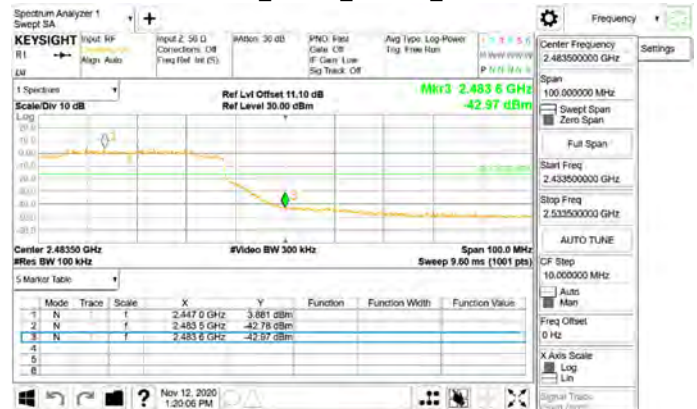 Spectrum Analyzer 1
Swept SA
Frequency
KEYSIGHT Input: RF
Align: Auto
Input Z: 50 Ω
Corrections: Off
Freq Ref: Int (S)
#Atten: 30 dB
PNO: Fast
Gate: Off
IF Gain: Low
Sig Track: Off
Avg Type: Log-Power
Trig: Free Run
Settings
1 Spectrum
Scale/Div 10 dB
Ref Lvl Offset 11.10 dB
Ref Level 30.00 dBm
Mkr3 2.483 6 GHz
-42.97 dBm
Log
Center 2.48350 GHz
#Res BW 100 kHz
#Video BW 300 kHz
Span 100.0 MHz
Sweep 9.60 ms (1001 pts)
5 Marker Table
Mode Trace Scale X Y Function Function Width Function Value
1 N 1 f 2.447 0 GHz 3.881 dBm
2 N 1 f 2.483 5 GHz -42.78 dBm
3 N 1 f 2.483 6 GHz -42.97 dBm
4
5
6
Nov 12, 2020
1:20:06 PM
Center Frequency
2.483500000 GHz
Span
100.000000 MHz
Swept Span
Zero Span
Full Span
Start Freq
2.433500000 GHz
Stop Freq
2.533500000 GHz
AUTO TUNE
CF Step
10.000000 MHz
Auto
Man
Freq Offset
0 Hz
X Axis Scale
Log
Lin
Signal Track